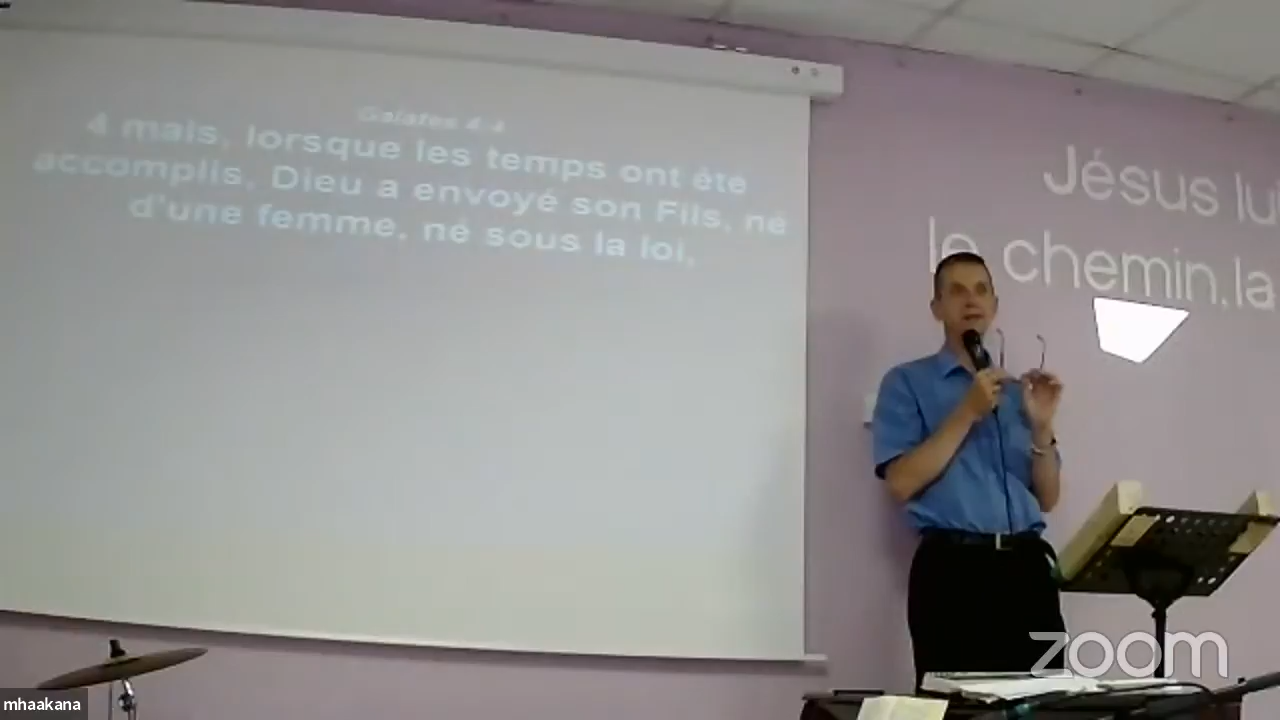 Galates 4:4
4 mais, lorsque les temps ont été
accomplis, Dieu a envoyé son Fils, né
d'une femme, né sous la loi,
Jésus lu
le chemin.la
zoom
mhaakana